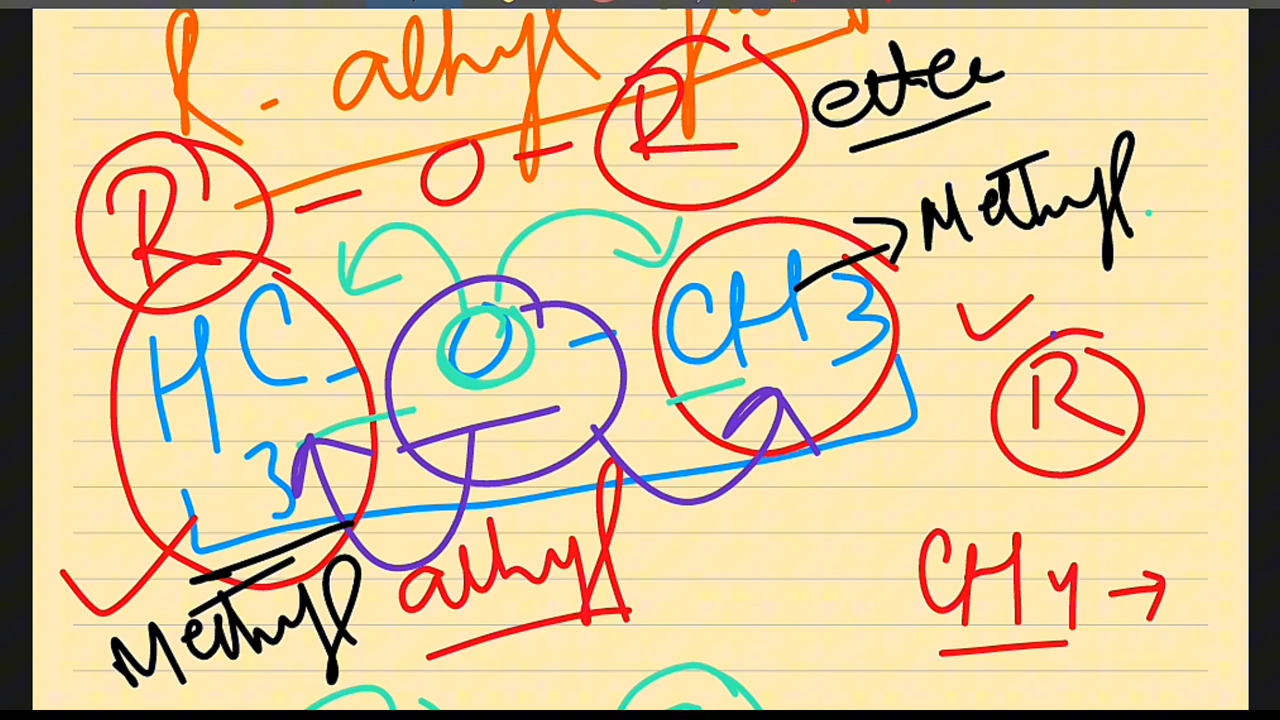 R - alkyl
R - O - R ether
Methyl
H3C - O - CH3
R
alkyl
CH4 →
Methyl